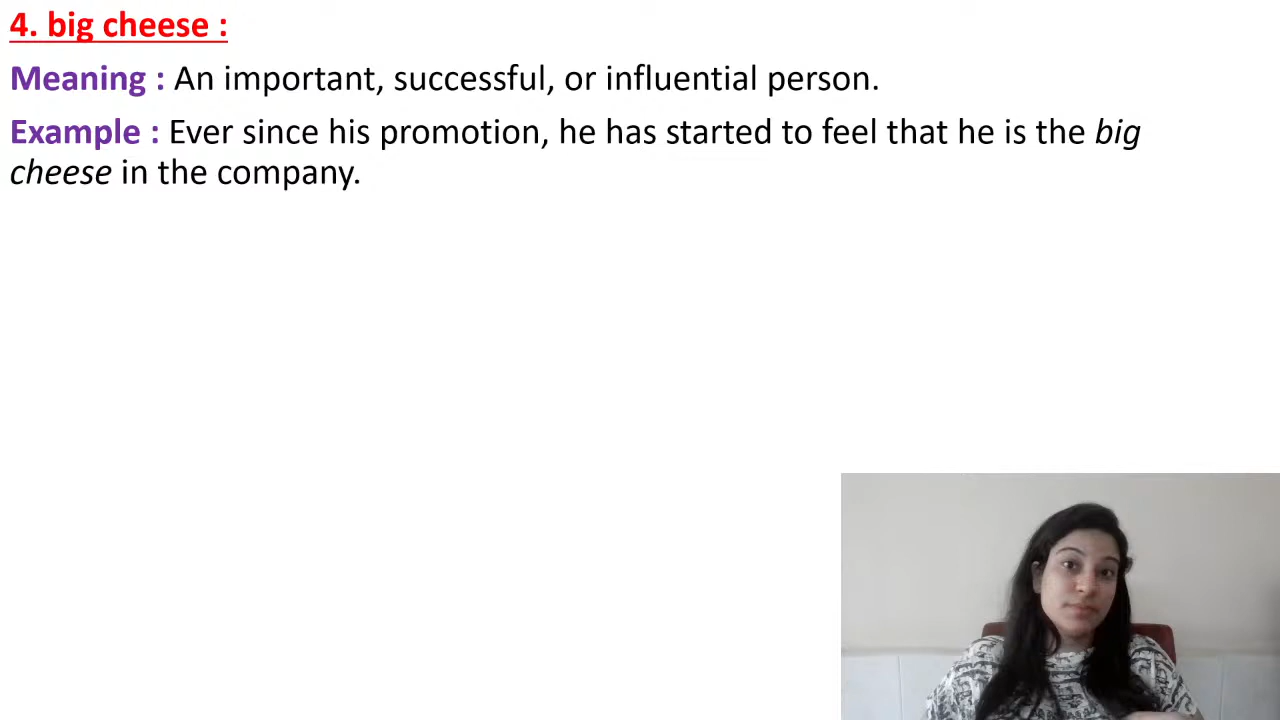 4. big cheese :
Meaning : An important, successful, or influential person.
Example : Ever since his promotion, he has started to feel that he is the big
cheese in the company.